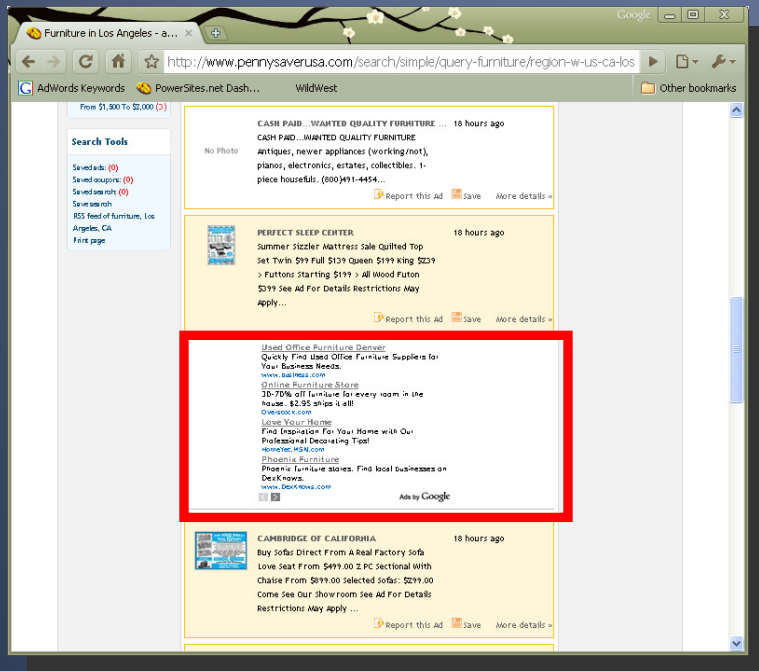 Google
Furniture in Los Angeles - a...
http://www.pennysaverusa.com/search/simple/query-furniture/region-w-us-ca-los
AdWords Keywords
PowerSites.net Dash...
WildWest
Other bookmarks
From $1,500 To $2,000 (3)
Search Tools
Saved ads: (0)
Saved coupons: (0)
Saved search: (0)
Save search
RSS feed of furniture, Los
Angeles, CA
Print page
No Photo
CASH PAID...WANTED QUALITY FURNITURE ... 18 hours ago
CASH PAID...WANTED QUALITY FURNITURE
Antiques, newer appliances (working/not),
pianos, electronics, estates, collectibles. 1-
piece housefuls. (800)491-4454...
Report this Ad Save More details »
PERFECT SLEEP CENTER 18 hours ago
Summer Sizzler Mattress Sale Quilted Top
Set Twin $99 Full $139 Queen $199 King $239
> Futtons Starting $199 > All Wood Futon
$399 See Ad For Details Restrictions May
Apply...
Report this Ad Save More details »
Used Office Furniture Denver
Quickly Find Used Office Furniture Suppliers for
Your Business Needs.
www.Business.com
Online Furniture Store
30-70% off furniture for every room in the
house. $2.95 ships it all!
Overstock.com
Love Your Home
Find Inspiration For Your Home with Our
Professional Decorating Tips!
HomeYet.MSN.com
Phoenix Furniture
Phoenix furniture stores. Find local businesses on
DexKnows.
www.DexKnows.com
Ads by Google
CAMBRIDGE OF CALIFORNIA 18 hours ago
Buy Sofas Direct From A Real Factory Sofa
Love Seat From $499.00 2 PC Sectional With
Chaise From $899.00 Selected Sofas: $299.00
Come See Our Showroom See Ad For Details
Restrictions May Apply ...
Report this Ad Save More details »